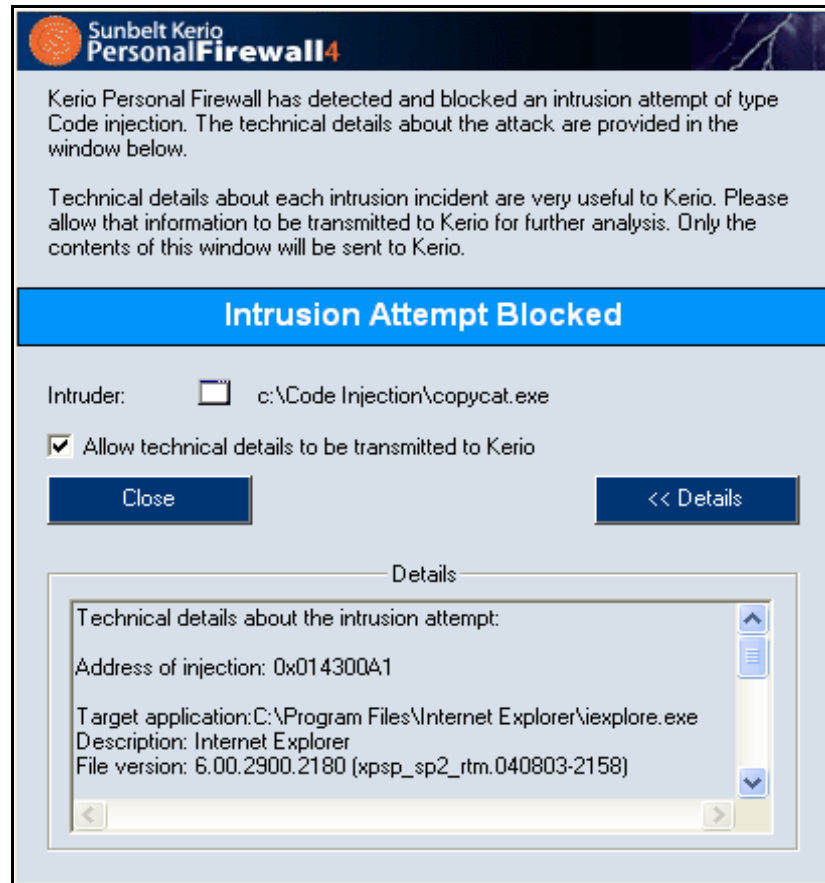 Sunbelt Kerio
PersonalFirewall4
Kerio Personal Firewall has detected and blocked an intrusion attempt of type
Code injection. The technical details about the attack are provided in the
window below.
Technical details about each intrusion incident are very useful to Kerio. Please
allow that information to be transmitted to Kerio for further analysis. Only the
contents of this window will be sent to Kerio.
Intrusion Attempt Blocked
Intruder: c:\Code Injection\copycat.exe
Allow technical details to be transmitted to Kerio
Close << Details
Details
Technical details about the intrusion attempt:
Address of injection: 0x014300A1
Target application:C:\Program Files\Internet Explorer\iexplore.exe
Description: Internet Explorer
File version: 6.00.2900.2180 (xpsp_sp2_rtm.040803-2158)